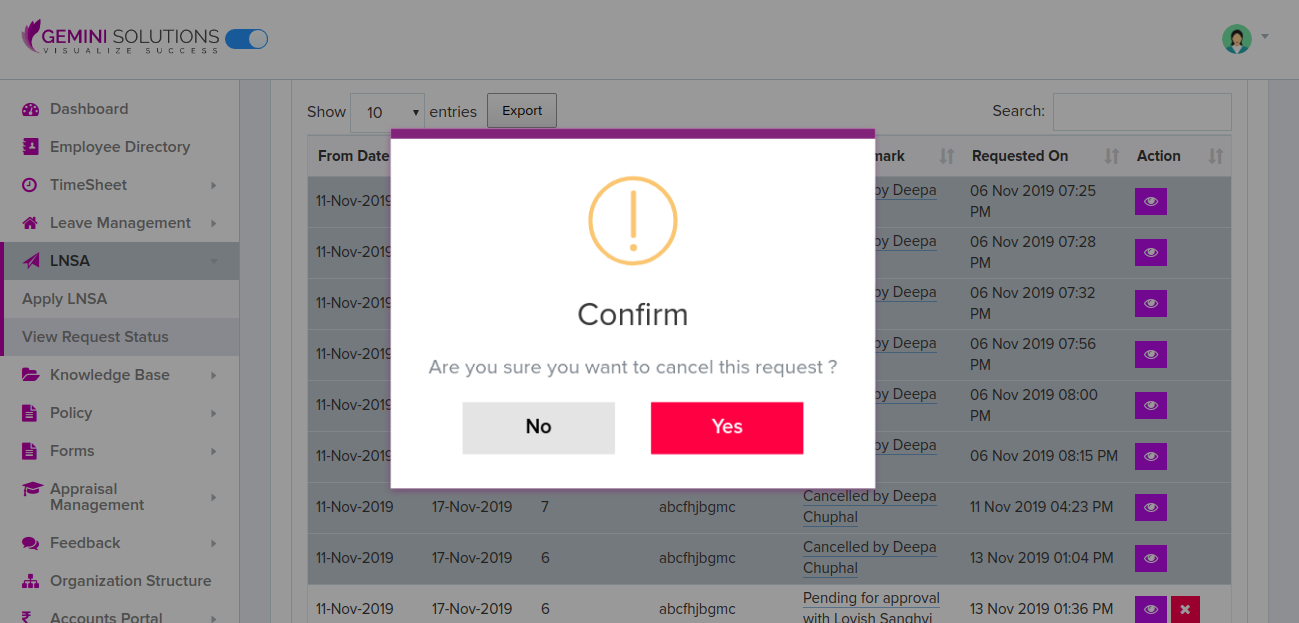 GEMINI SOLUTIONS
VISUALIZE SUCCESS
Dashboard
Employee Directory
TimeSheet
Leave Management
LNSA
Apply LNSA
View Request Status
Knowledge Base
Policy
Forms
Appraisal
Management
Feedback
Organization Structure
Accounts Portal
Show 10 entries Export Search:
From Date Requested On Action
11-Nov-2019 by Deepa 06 Nov 2019 07:25
PM
11-Nov-2019 by Deepa 06 Nov 2019 07:28
PM
11-Nov-2019 by Deepa 06 Nov 2019 07:32
PM
11-Nov-2019 by Deepa 06 Nov 2019 07:56
PM
11-Nov-2019 by Deepa 06 Nov 2019 08:00
PM
11-Nov-2019 by Deepa 06 Nov 2019 08:15 PM
11-Nov-2019 17-Nov-2019 7 abcfhjbgmc Cancelled by Deepa 11 Nov 2019 04:23 PM
Chuphal
11-Nov-2019 17-Nov-2019 6 abcfhjbgmc Cancelled by Deepa 13 Nov 2019 01:04 PM
Chuphal
11-Nov-2019 17-Nov-2019 6 abcfhjbgmc Pending for approval 13 Nov 2019 01:36 PM
with Lovish Sanghvi
Confirm
Are you sure you want to cancel this request ?
No Yes